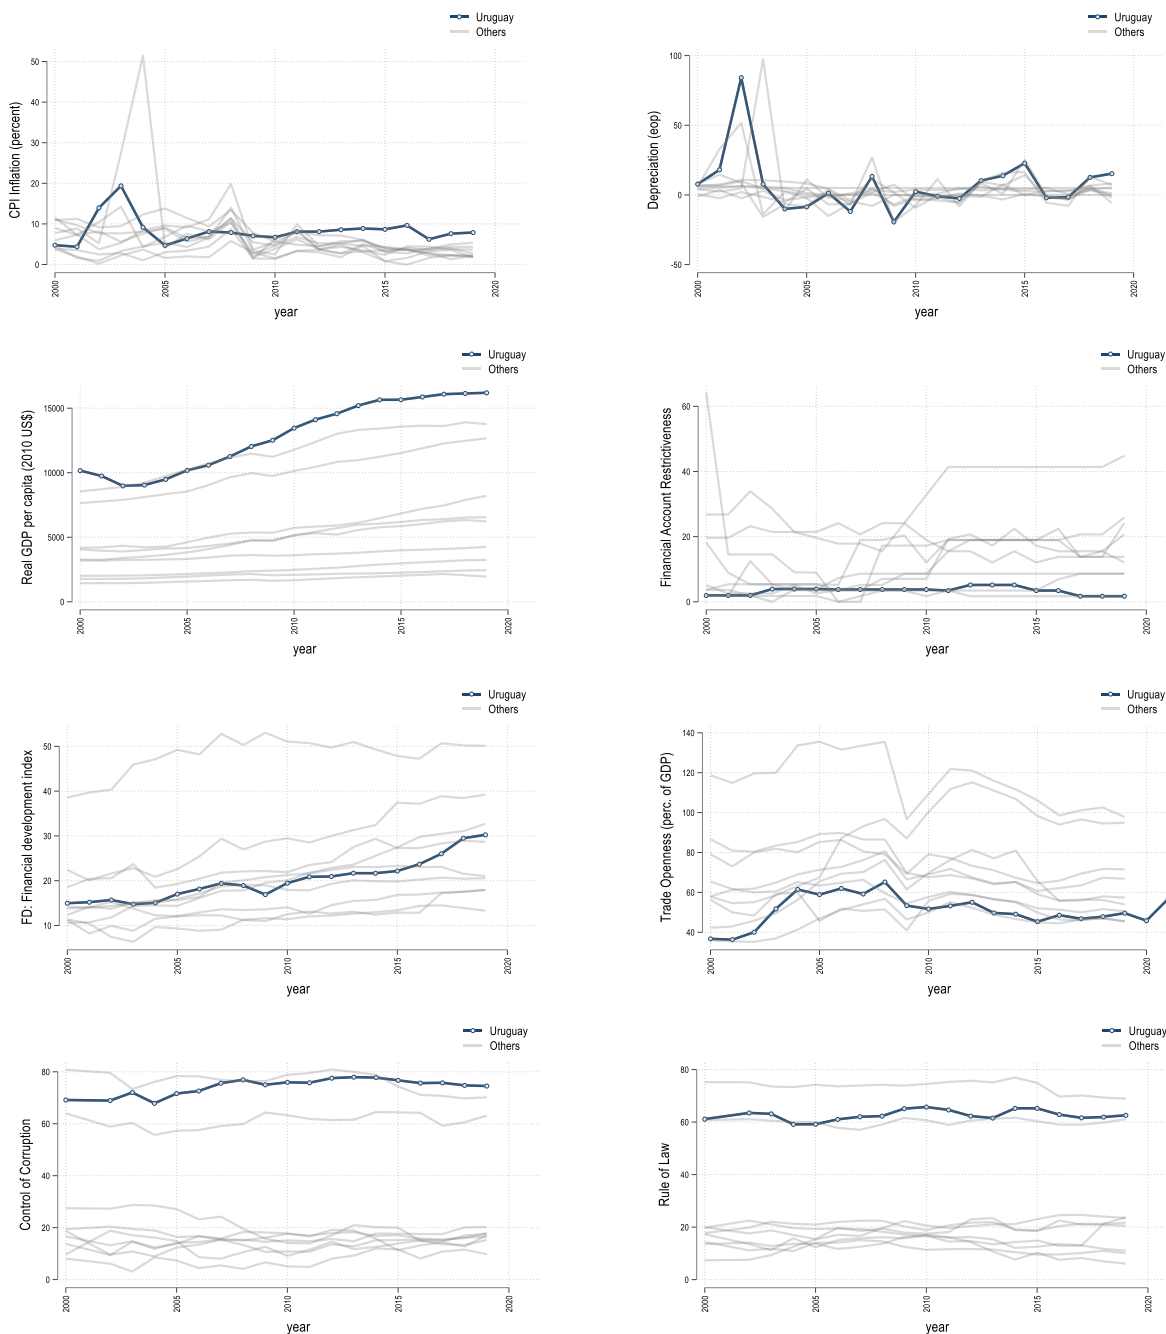 Uruguay
Others
CPI Inflation (percent)
50
40
30
20
10
0
2000
2005
2010
2015
2020
year
Uruguay
Others
Depreciation (eop)
100
50
0
-50
2000
2005
2010
2015
2020
year
Uruguay
Others
Real GDP per capita (2010 US$)
15000
10000
5000
0
2000
2005
2010
2015
2020
year
Uruguay
Others
Financial Account Restrictiveness
60
40
20
0
2000
2005
2010
2015
2020
year
Uruguay
Others
FD: Financial development index
50
40
30
20
10
2000
2005
2010
2015
2020
year
Uruguay
Others
Trade Openness (perc. of GDP)
140
120
100
80
60
40
2000
2005
2010
2015
2020
year
Uruguay
Others
Control of Corruption
80
60
40
20
0
2000
2005
2010
2015
2020
year
Uruguay
Others
Rule of Law
80
60
40
20
0
2000
2005
2010
2015
2020
year